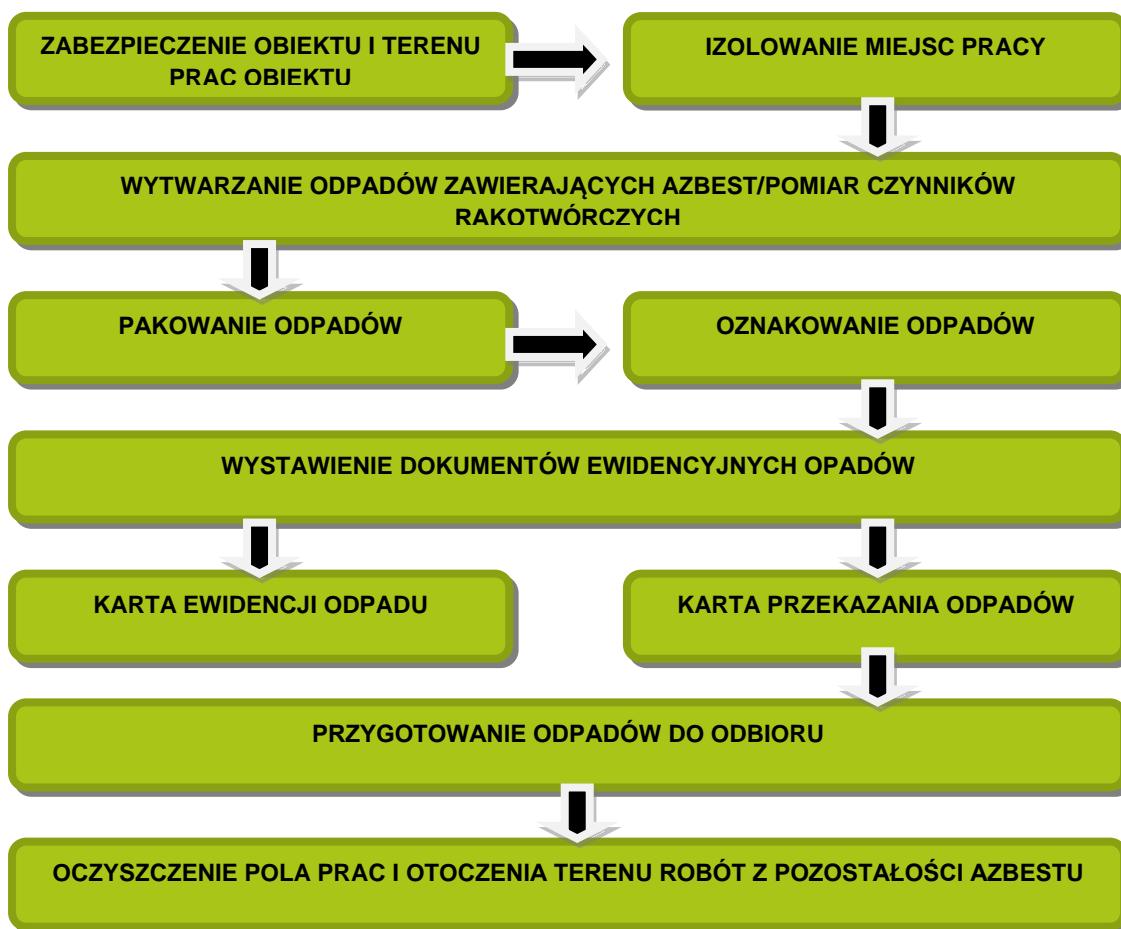 ZABEZPIECZENIE OBIEKTU I TERENU
PRAC OBIEKTU
IZOLOWANIE MIEJSC PRACY
WYTWARZANIE ODPADÓW ZAWIERAJĄCYCH AZBEST/POMIAR CZYNNIKÓW
RAKOTWÓRCZYCH
PAKOWANIE ODPADÓW
OZNAKOWANIE ODPADÓW
WYSTAWIENIE DOKUMENTÓW EWIDENCYJNYCH OPADÓW
KARTA EWIDENCJI ODPADU
KARTA PRZEKAZANIA ODPADÓW
PRZYGOTOWANIE ODPADÓW DO ODBIORU
OCZYSZCZENIE POLA PRAC I OTOCZENIA TERENU ROBÓT Z POZOSTAŁOŚCI AZBESTU